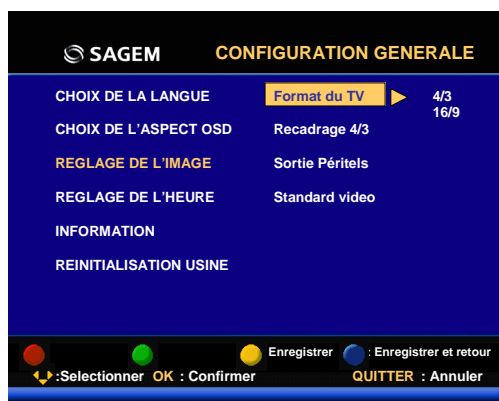 SAGEM CONFIGURATION GENERALE
CHOIX DE LA LANGUE Format du TV 4/3
16/9
CHOIX DE L'ASPECT OSD Recadrage 4/3
REGLAGE DE L'IMAGE Sortie Péritels
REGLAGE DE L'HEURE Standard video
INFORMATION
REINITIALISATION USINE
Enregistrer : Enregistrer et retour
:Selectionner OK : Confirmer QUITTER : Annuler